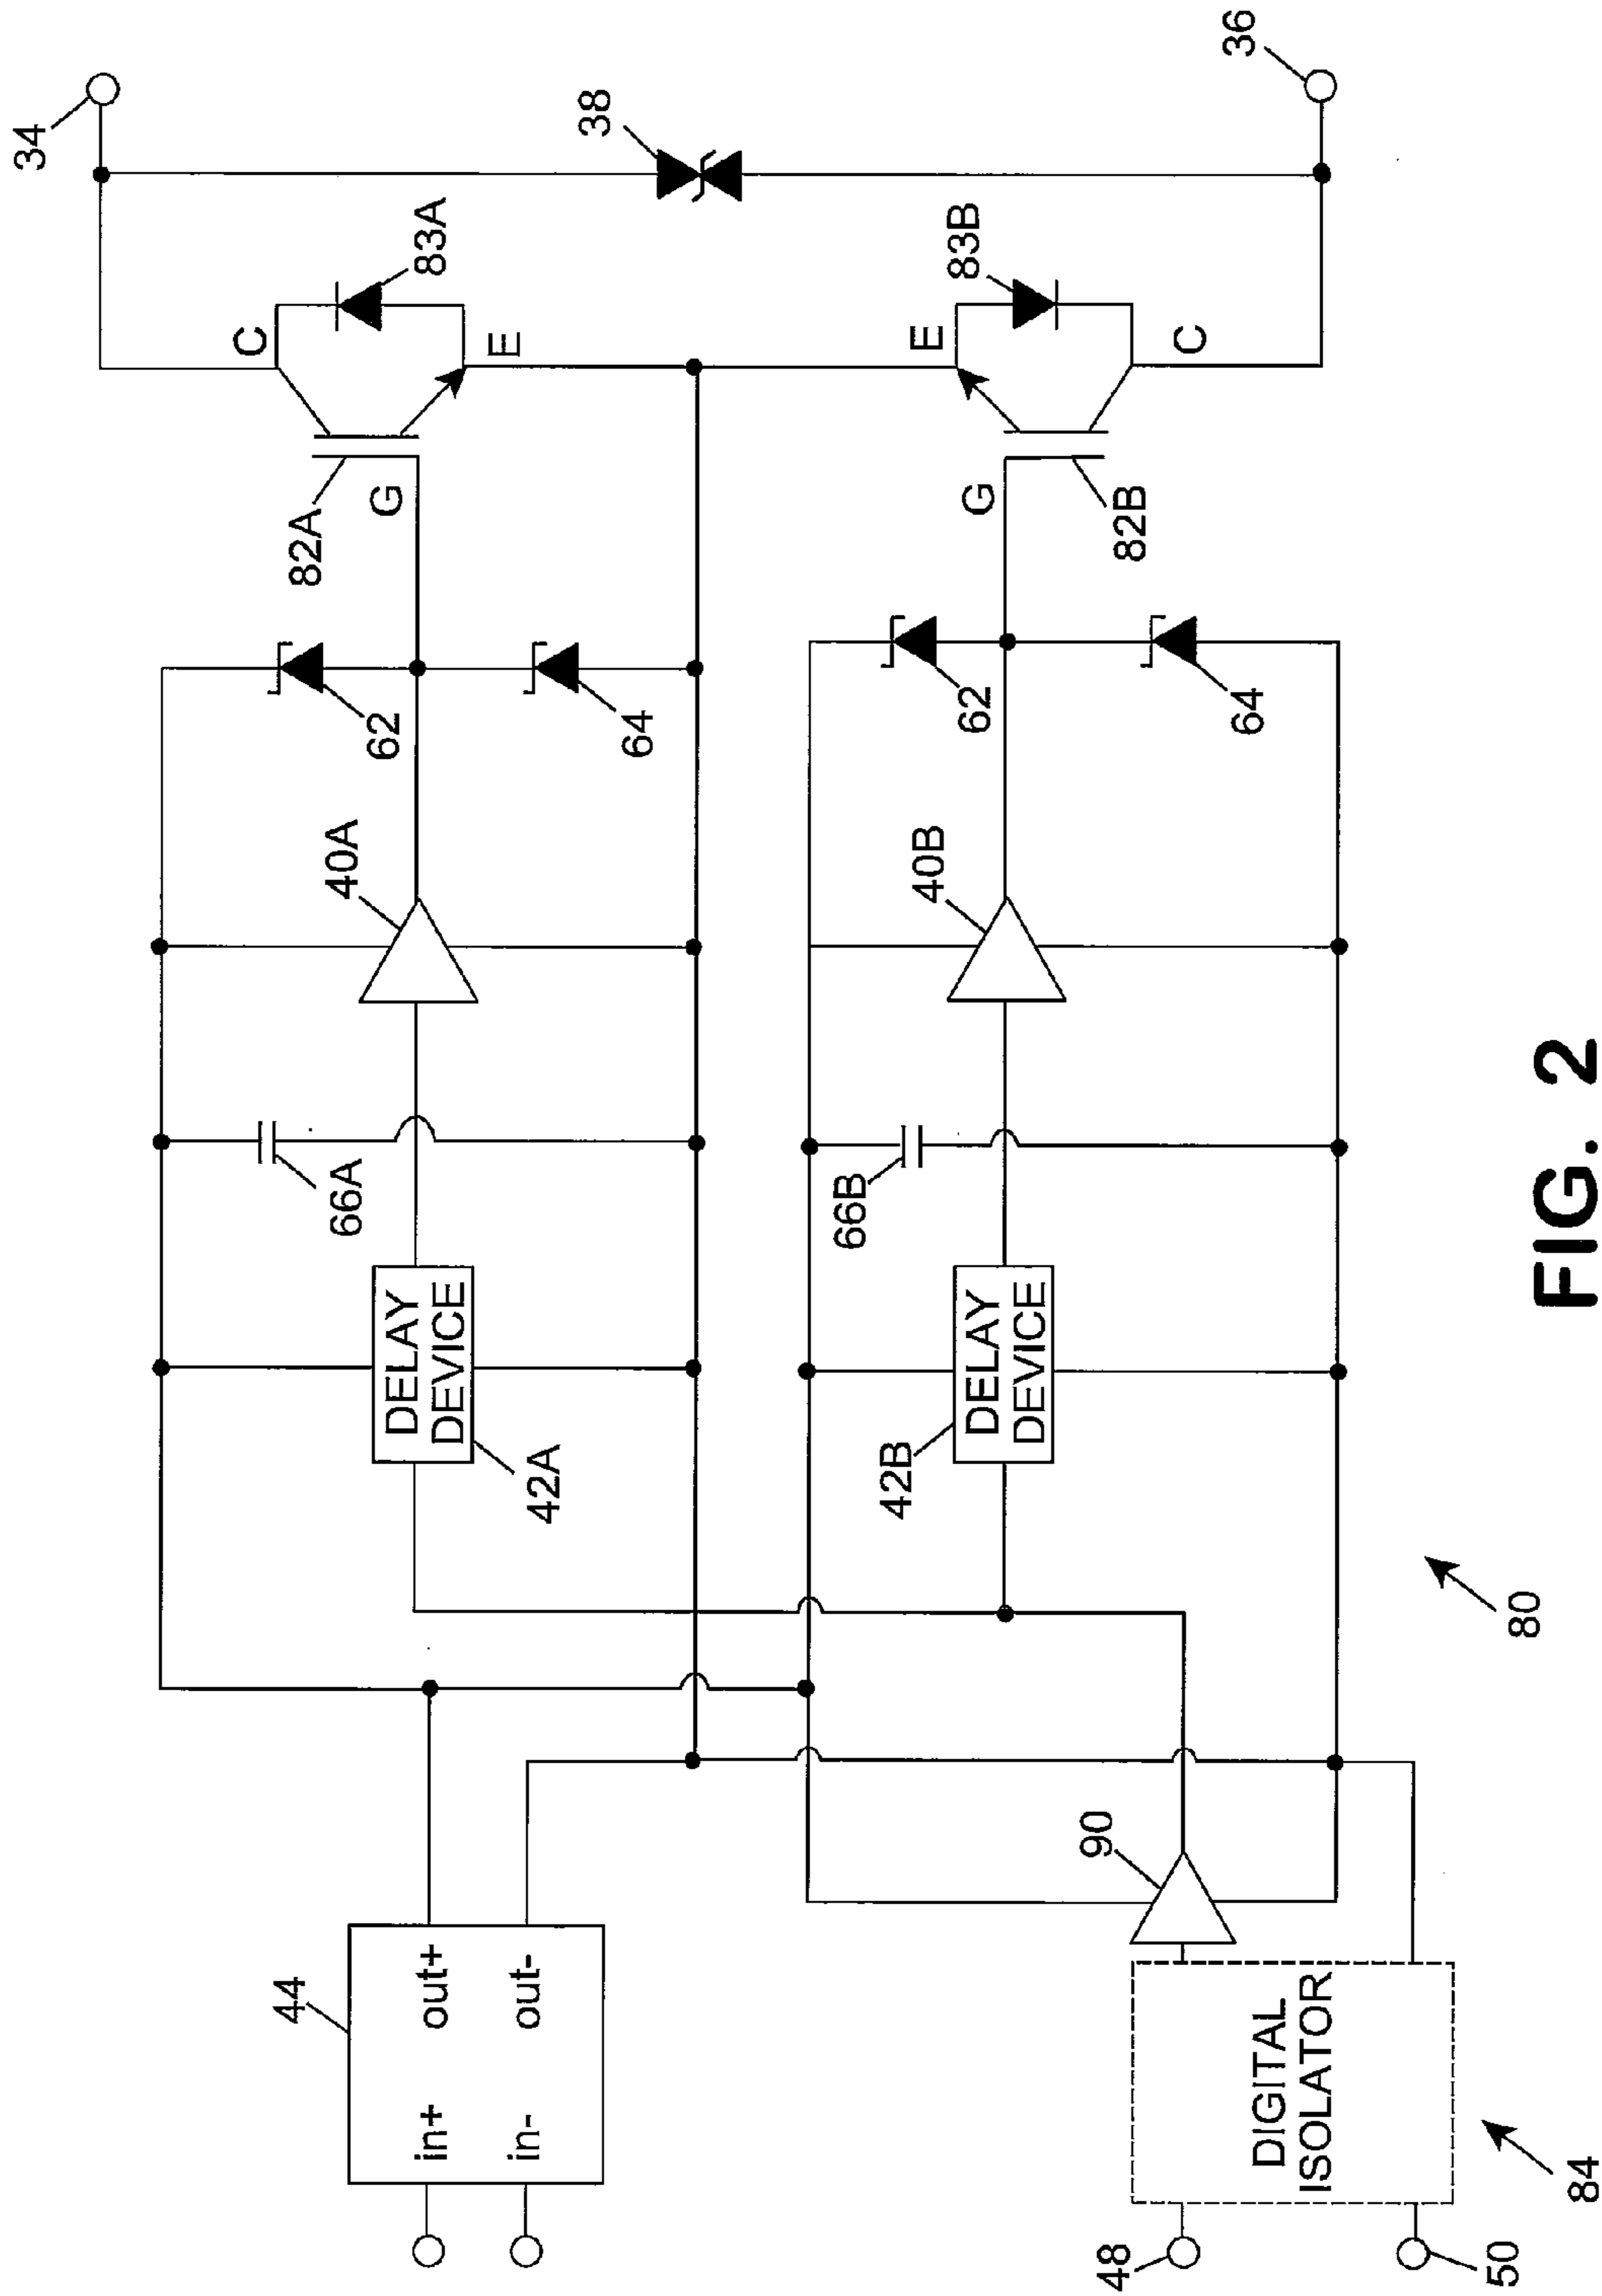 34
36
38
C
83A
E
83B
E
C
82A
G
G
82B
62
64
62
64
40A
40B
66A
66B
DELAY
DEVICE
42A
DELAY
DEVICE
42B
44
in+ out+
in- out-
90
80
DIGITAL
ISOLATOR
84
48
50
FIG. 2